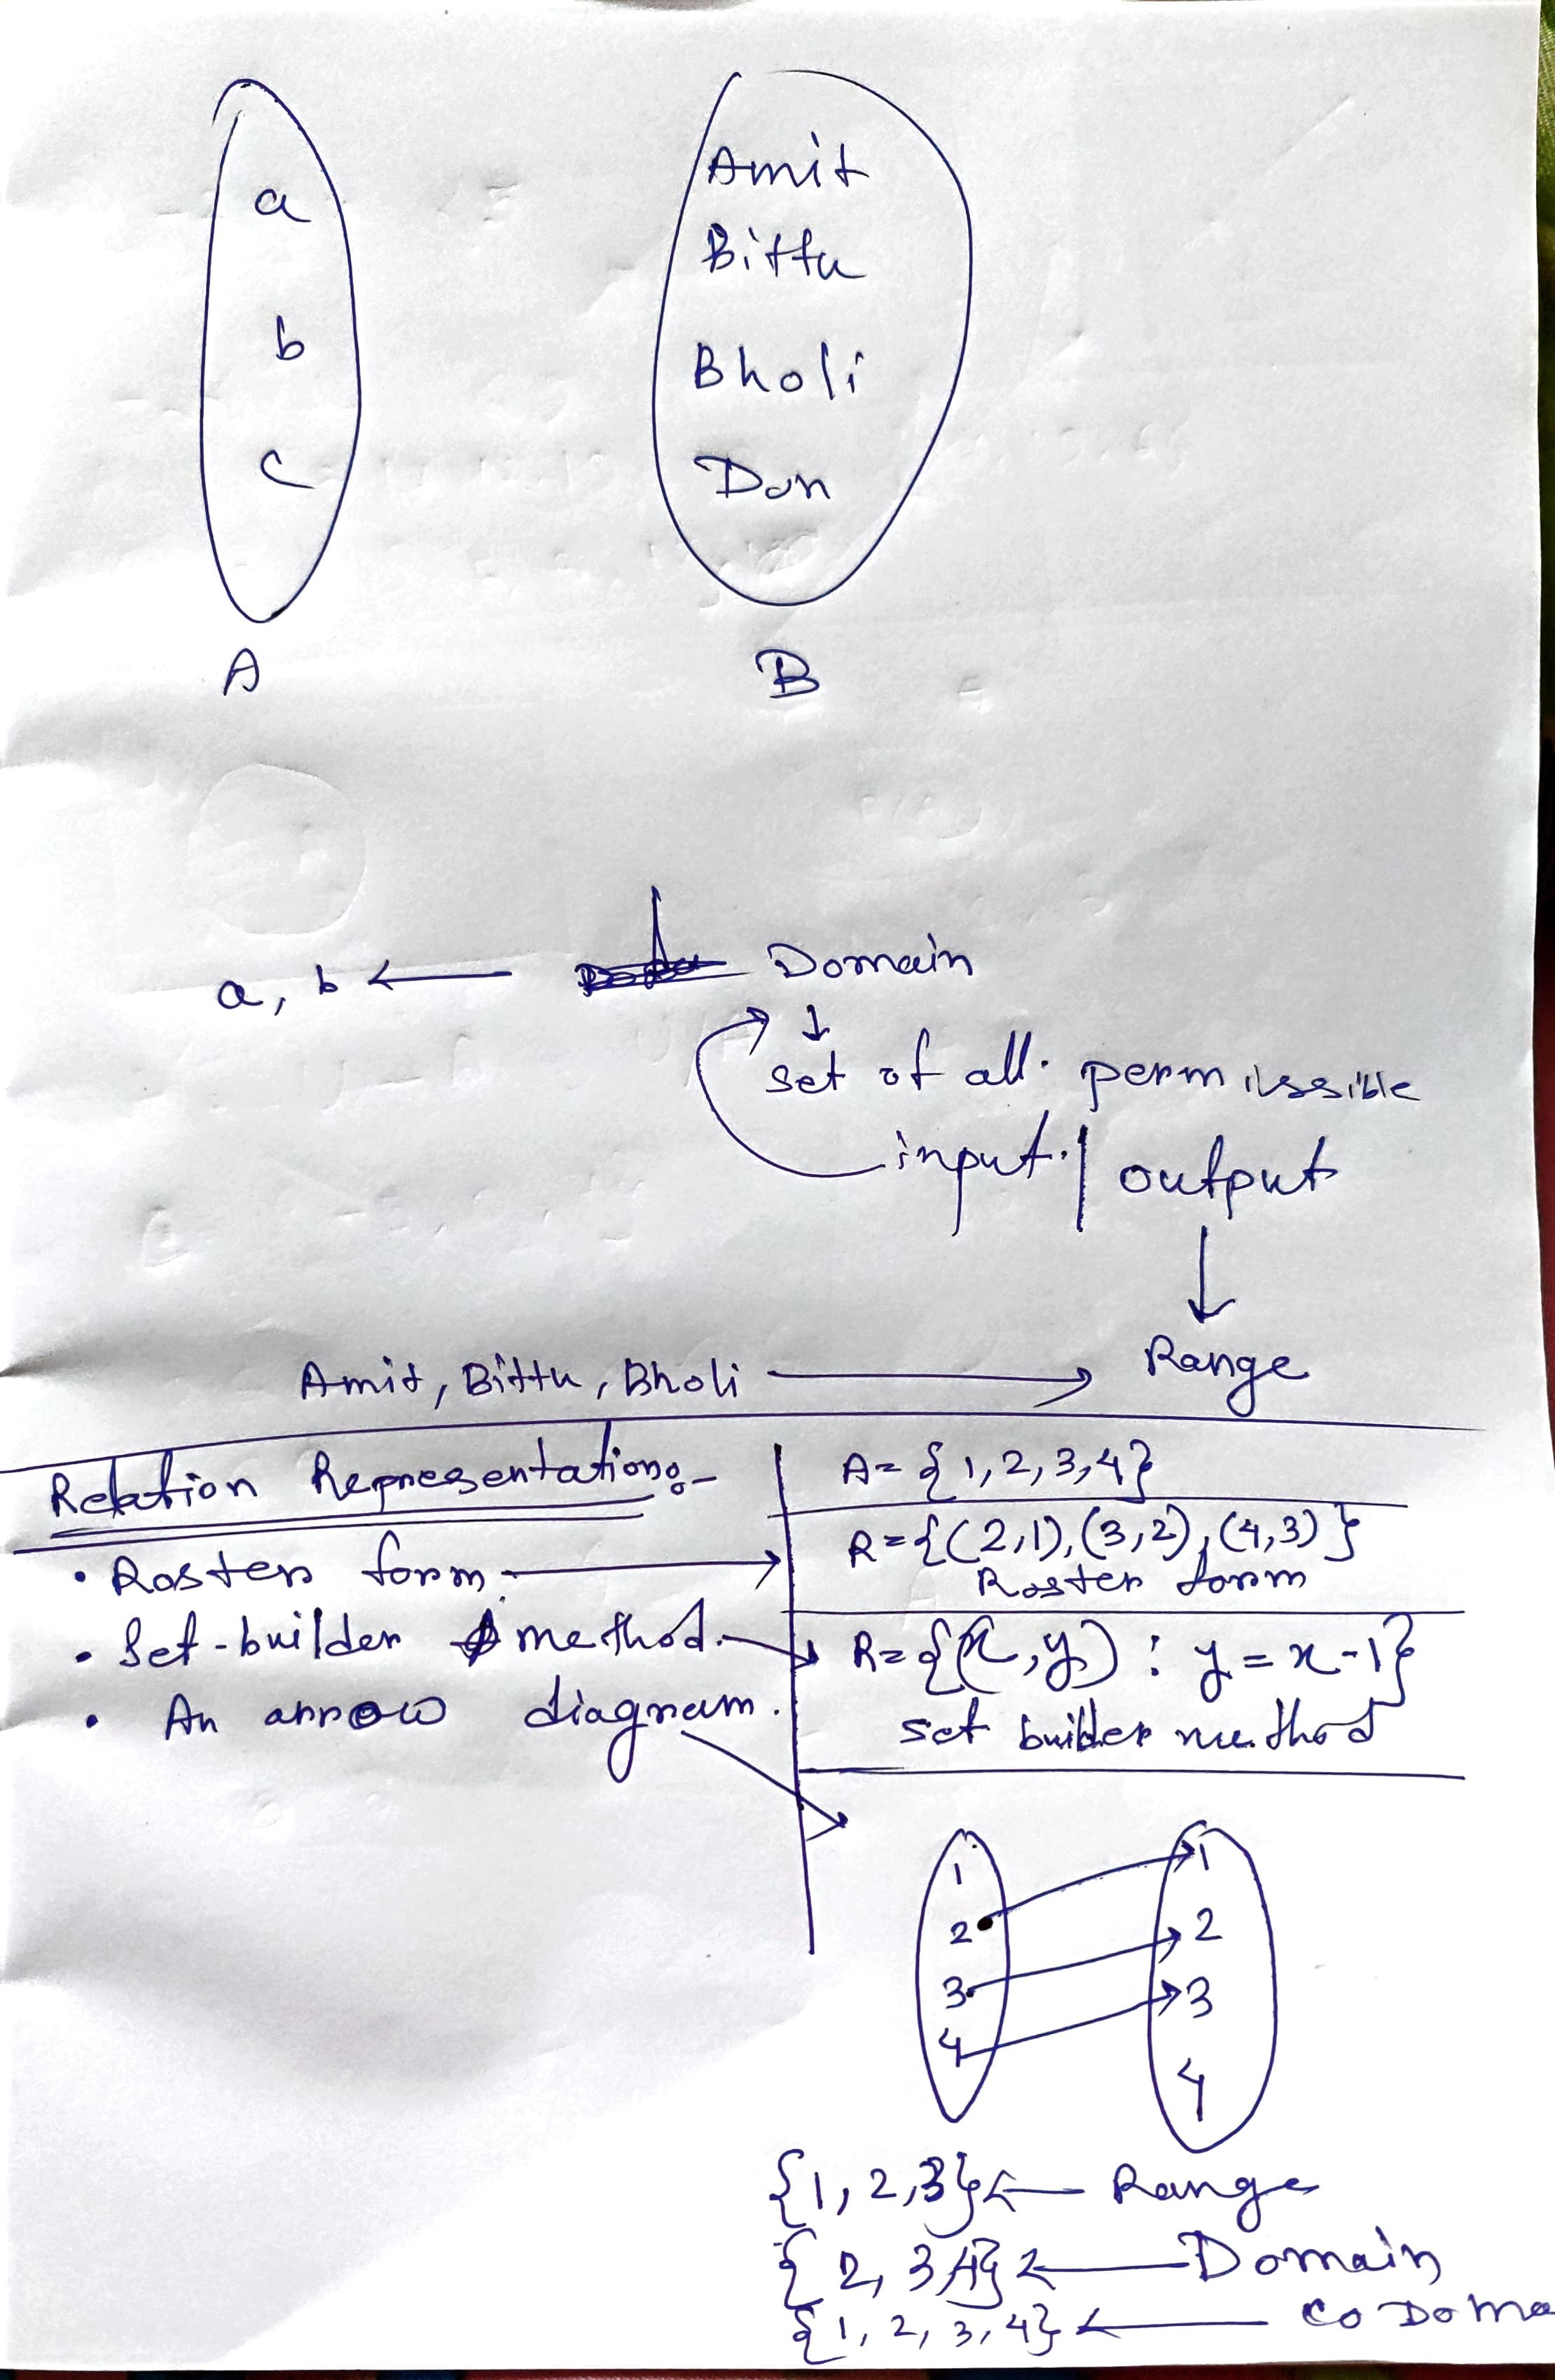 a
b
c
A
Amit
Bittu
Bholi
Don
B
a, b ← Domain
↓
set of all. permissible
input. | output
↓
Amit, Bittu, Bholi → Range
Relation Representation:-
• Roster form. →
• Set-builder method. →
• An arrow diagram.
A = {1,2,3,4}
R={(2,1),(3,2),(4,3)}
Roster form
R={(x,y) : y = x-1}
set builder method
1
2
3
4
1
2
3
4
{1, 2,3} ← Range
{2, 3,4} ← Domain
{1, 2, 3, 4} ← Co Doma